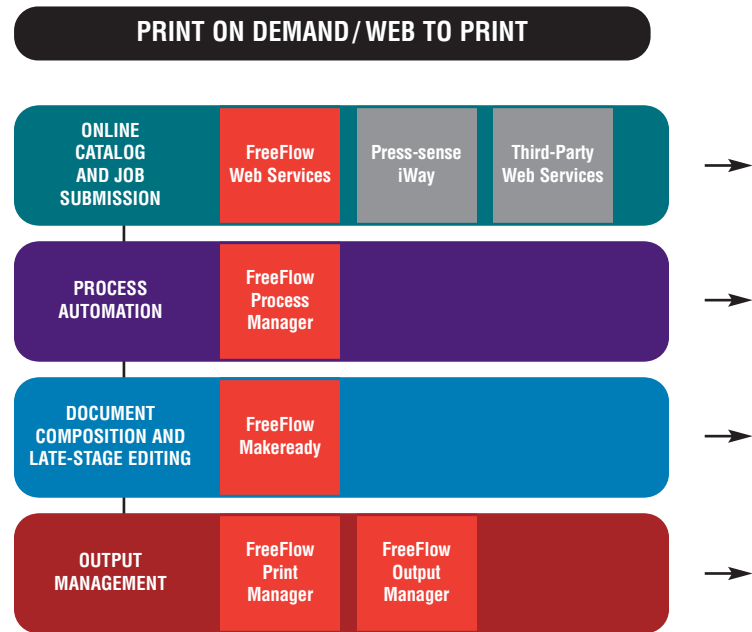 PRINT ON DEMAND/WEB TO PRINT
ONLINE
CATALOG
AND JOB
SUBMISSION
FreeFlow
Web Services
Press-sense
iWay
Third-Party
Web Services
PROCESS
AUTOMATION
FreeFlow
Process
Manager
DOCUMENT
COMPOSITION AND
LATE-STAGE EDITING
FreeFlow
Makeready
OUTPUT
MANAGEMENT
FreeFlow
Print
Manager
FreeFlow
Output
Manager